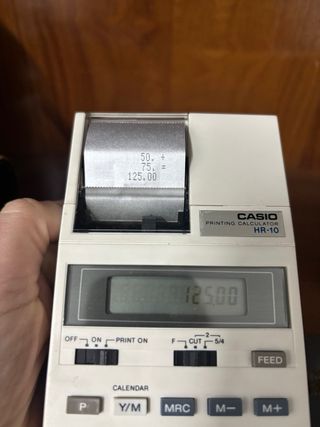 50. +
75. =
125.00
CASIO
PRINTING CALCULATOR
HR-10
125.00
OFF ON PRINT ON
F CUT 2 5/4
FEED
CALENDAR
P Y/M MRC M− M+